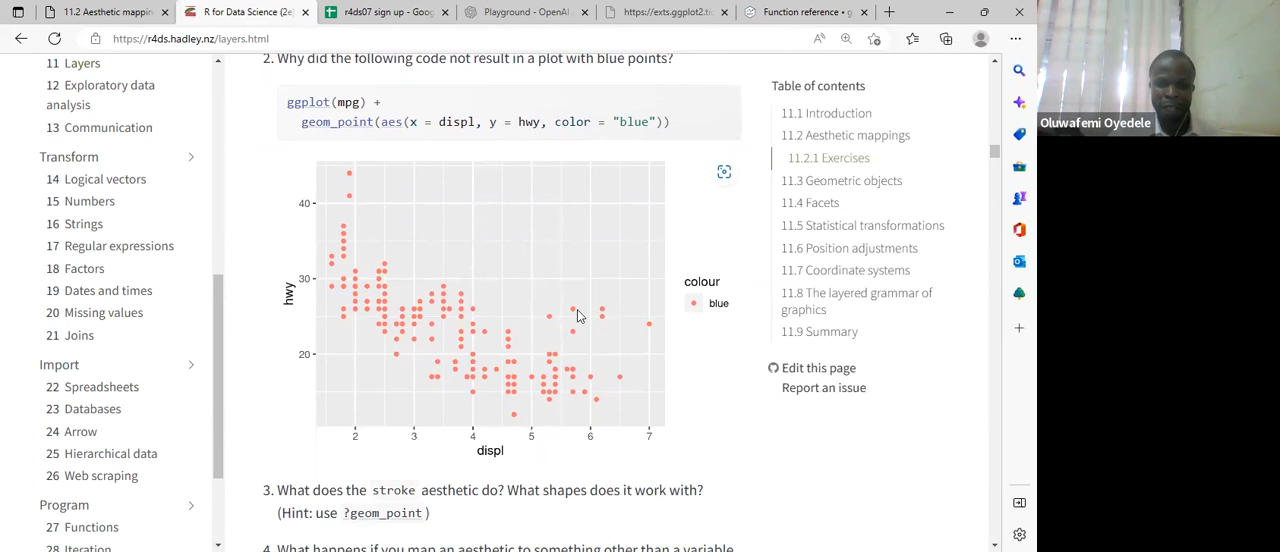 11.2 Aesthetic mappin
R for Data Science (2e)
r4ds07 sign up - Goog
Playground - OpenAI
https://exts.ggplot2.ti
Function reference • g
https://r4ds.hadley.nz/layers.html
11 Layers
12 Exploratory data
analysis
13 Communication
Transform
14 Logical vectors
15 Numbers
16 Strings
17 Regular expressions
18 Factors
19 Dates and times
20 Missing values
21 Joins
Import
22 Spreadsheets
23 Databases
24 Arrow
25 Hierarchical data
26 Web scraping
Program
27 Functions
28 Iteration
2. Why did the following code not result in a plot with blue points?
ggplot(mpg) +
geom_point(aes(x = displ, y = hwy, color = "blue"))
40
30
20
hwy
2 3 4 5 6 7
displ
colour
blue
3. What does the stroke aesthetic do? What shapes does it work with?
(Hint: use ?geom_point)
4. What happens if you map an aesthetic to something other than a variable
Table of contents
11.1 Introduction
11.2 Aesthetic mappings
11.2.1 Exercises
11.3 Geometric objects
11.4 Facets
11.5 Statistical transformations
11.6 Position adjustments
11.7 Coordinate systems
11.8 The layered grammar of
graphics
11.9 Summary
Edit this page
Report an issue
Oluwafemi Oyedele